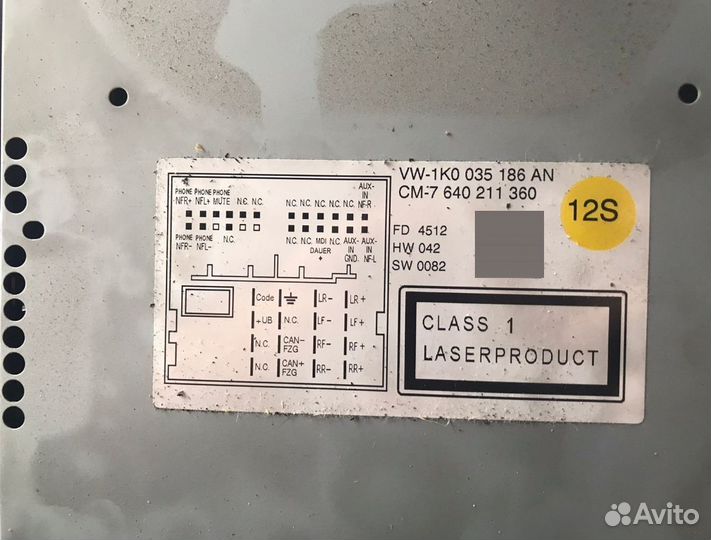 VW-1K0 035 186 AN
CM-7 640 211 360
12S
FD 4512
HW 042
SW 0082
CLASS 1
LASERPRODUCT
PHONE NFR+ PHONE NFL+ PHONE MUTE N.C. N.C.
N.C. N.C. N.C. N.C. N.C. AUX-IN NF-R
PHONE NFR- PHONE NFL- N.C.
N.C. N.C. MDI DAUER + N.C. AUX-IN GND. AUX-IN NF-L
Code LR- LR+
+UB N.C. LF- LF+
N.C. CAN- FZG RF- RF+
N.C. CAN+ FZG RR- RR+
Avito